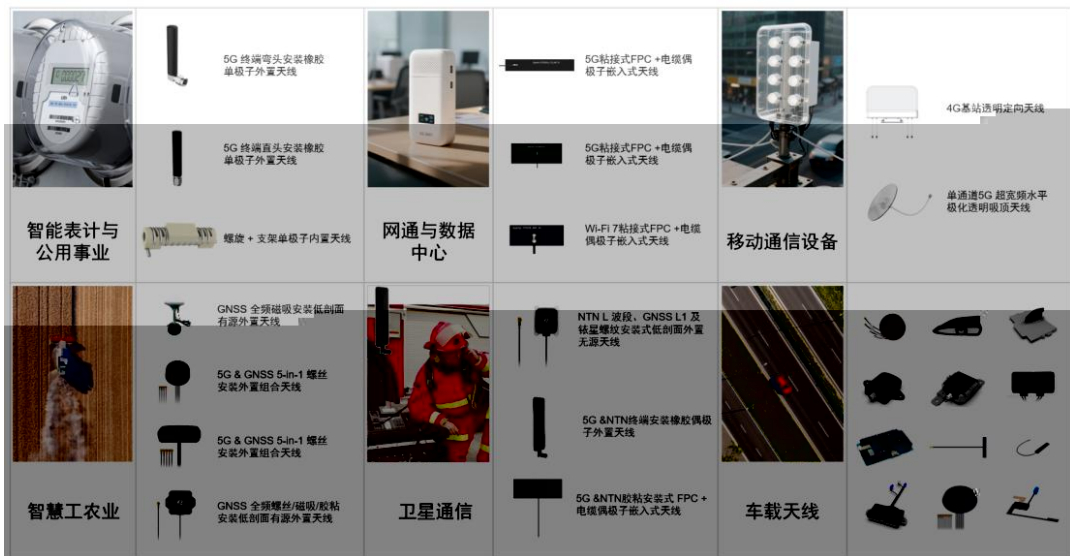 5G 终端弯头安装橡胶
单极子外置天线
5G 终端直头安装橡胶
单极子外置天线
螺旋 + 支架单极子内置天线
智能表计与
公用事业
5G粘接式FPC +电缆偶
极子嵌入式天线
5G粘接式FPC +电缆偶
极子嵌入式天线
Wi-Fi 7粘接式FPC +电缆
偶极子嵌入式天线
网通与数据
中心
4G基站透明定向天线
单通道5G 超宽频水平
极化透明吸顶天线
移动通信设备
GNSS 全频磁吸安装低剖面
有源外置天线
5G & GNSS 5-in-1 螺丝
安装外置组合天线
5G & GNSS 5-in-1 螺丝
安装外置组合天线
GNSS 全频螺丝/磁吸/胶粘
安装低剖面有源外置天线
智慧工农业
NTN L 波段、GNSS L1 及
铱星螺纹安装式低剖面外置
无源天线
5G &NTN终端安装橡胶偶极
子外置天线
5G &NTN胶粘安装式 FPC +
电缆偶极子嵌入式天线
卫星通信
车载天线